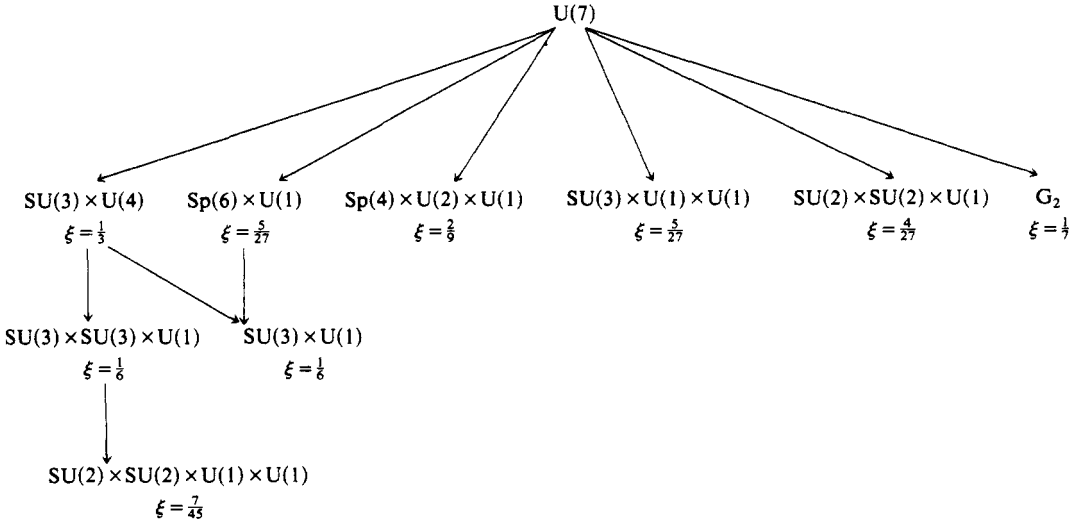 U(7)
SU(3)×U(4) Sp(6)×U(1) Sp(4)×U(2)×U(1) SU(3)×U(1)×U(1) SU(2)×SU(2)×U(1) G₂
ξ=1/3 ξ=5/27 ξ=2/9 ξ=5/27 ξ=4/27 ξ=1/7
SU(3)×SU(3)×U(1) SU(3)×U(1)
ξ=1/6 ξ=1/6
SU(2)×SU(2)×U(1)×U(1)
ξ=7/45